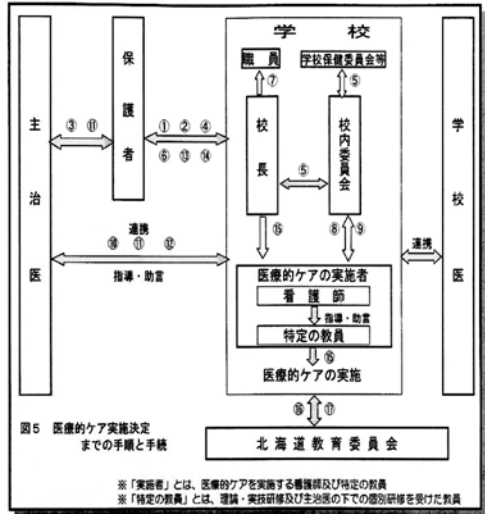 学 校
職 員
学校保健委員会等
⑦
⑤
保護者
主治医
③ ⑪
① ② ④
⑥ ⑬ ⑭
校長
⑤
校内委員会
学校医
連携
⑩ ⑪ ⑫
指導・助言
⑮
⑧ ⑨
連携
医療的ケアの実施者
看 護 師
指導・助言
特定の教員
⑮
医療的ケアの実施
⑯ ⑰
図5 医療的ケア実施決定
までの手順と手続
北海道教育委員会
※「実施者」とは、医療的ケアを実施する看護師及び特定の教員
※「特定の教員」とは、理論・実技研修及び主治医の下での個別研修を受けた教員